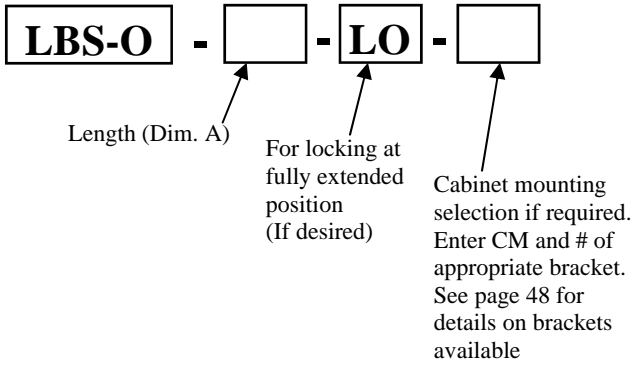 LBS-O - - LO -
Length (Dim. A)
For locking at
fully extended
position
(If desired)
Cabinet mounting
selection if required.
Enter CM and # of
appropriate bracket.
See page 48 for
details on brackets
available